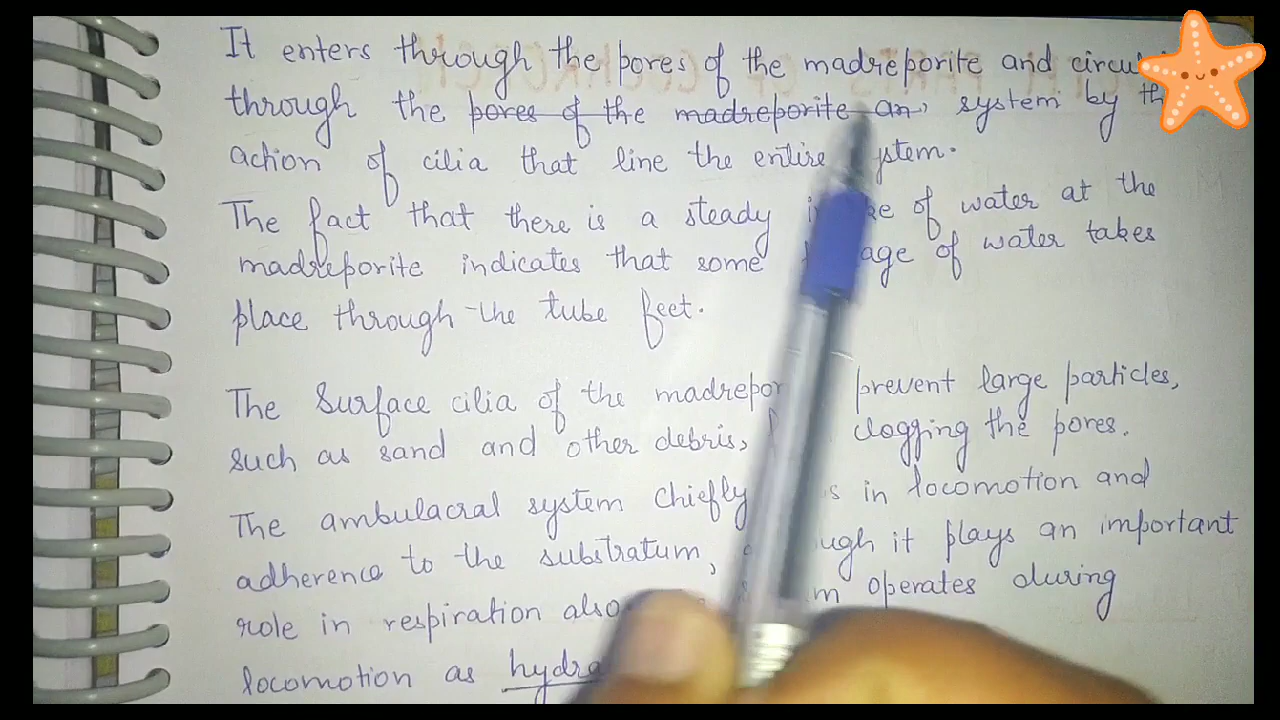 It enters through the pores of the madreporite and
through the pores of the madreporite an system by
action of cilia that line the entire
The fact that there is a steady of water at the
madreporite indicates that some of water takes
place through the tube feet.
The Surface cilia of the prevent large particles,
such as sand and other debris, clogging the pores.
The ambulacral system Chiefly in locomotion and
adherence to the substratum, it plays an important
role in respiration also operates during
locomotion as